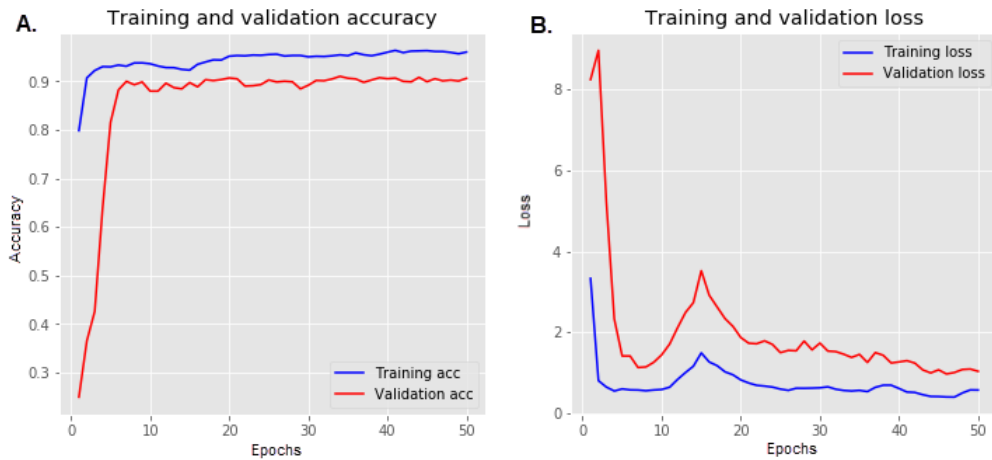 A.
Training and validation accuracy
0.9
0.8
0.7
0.6
0.5
0.4
0.3
Accuracy
Training acc
Validation acc
0 10 20 30 40 50
Epochs
B.
Training and validation loss
Training loss
Validation loss
8
6
4
2
0
Loss
0 10 20 30 40 50
Epochs